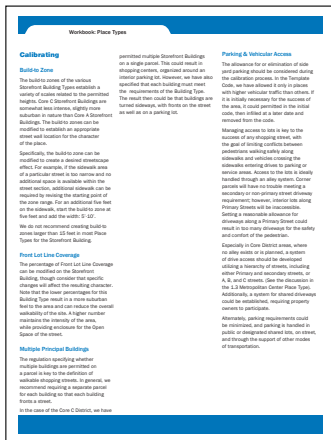 Workbook: Place Types
Calibrating
Build-to Zone
The build-to zones of the various
Storefront Building Types establish a
variety of scales related to the permitted
heights. Core C Storefront Buildings are
somewhat less intense, slightly more
suburban in nature than Core A Storefront
Buildings. The build-to zones can be
modified to establish an appropriate
street wall location for the character
of the place.
Specifically, the build-to zone can be
modified to create a desired streetscape
effect. For example, if the sidewalk area
of a particular street is too narrow and no
additional space is available within the
street section, additional sidewalk can be
required by revising the starting point of
the zone range. For an additional five feet
on the sidewalk, start the build-to zone at
five feet and add the width: 5'-10'.
We do not recommend creating build-to
zones larger than 15 feet in most Place
Types for the Storefront Building.
Front Lot Line Coverage
The percentage of Front Lot Line Coverage
can be modified on the Storefront
Building, though consider that specific
changes will affect the resulting character.
Note that the lower percentages for this
Building Type result in a more suburban
feel to the area and can reduce the overall
walkability of the site. A higher number
maintains the intensity of the area,
while providing enclosure for the Open
Space of the street.
Multiple Principal Buildings
The regulation specifying whether
multiple buildings are permitted on
a parcel is key to the definition of
walkable shopping streets. In general, we
recommend requiring a separate parcel
for each building so that each building
fronts a street.
In the case of the Core C District, we have
permitted multiple Storefront Buildings
on a single parcel. This could result in
shopping centers, organized around an
interior parking lot. However, we have also
specified that each building must meet
the requirements of the Building Type.
The result then could be that buildings are
turned sideways, with fronts on the street
as well as on a parking lot.
Parking & Vehicular Access
The allowance for or elimination of side
yard parking should be considered during
the calibration process. In the Template
Code, we have allowed it only in places
with higher vehicular traffic than others. If
it is initially necessary for the success of
the area, it could permitted in the initial
code, then infilled at a later date and
removed from the code.
Managing access to lots is key to the
success of any shopping street, with
the goal of limiting conflicts between
pedestrians walking safely along
sidewalks and vehicles crossing the
sidewalks entering drives to parking or
service areas. Access to the lots is ideally
handled through an alley system. Corner
parcels will have no trouble meeting a
secondary or non-primary street driveway
requirement; however, interior lots along
Primary Streets will be inaccessible.
Setting a reasonable allowance for
driveways along a Primary Street could
result in too many driveways for the safety
and comfort of the pedestrian.
Especially in Core District areas, where
no alley exists or is planned, a system
of drive access should be developed
utilizing a hierarchy of streets, including
either Primary and secondary streets, or
A, B, and C streets. (See the discussion in
the 1.3 Metropolitan Center Place Type).
Additionally, a system for shared driveways
could be established, requiring property
owners to participate.
Alternately, parking requirements could
be minimized, and parking is handled in
public or designated shared lots, on street,
and through the support of other modes
of transportation.